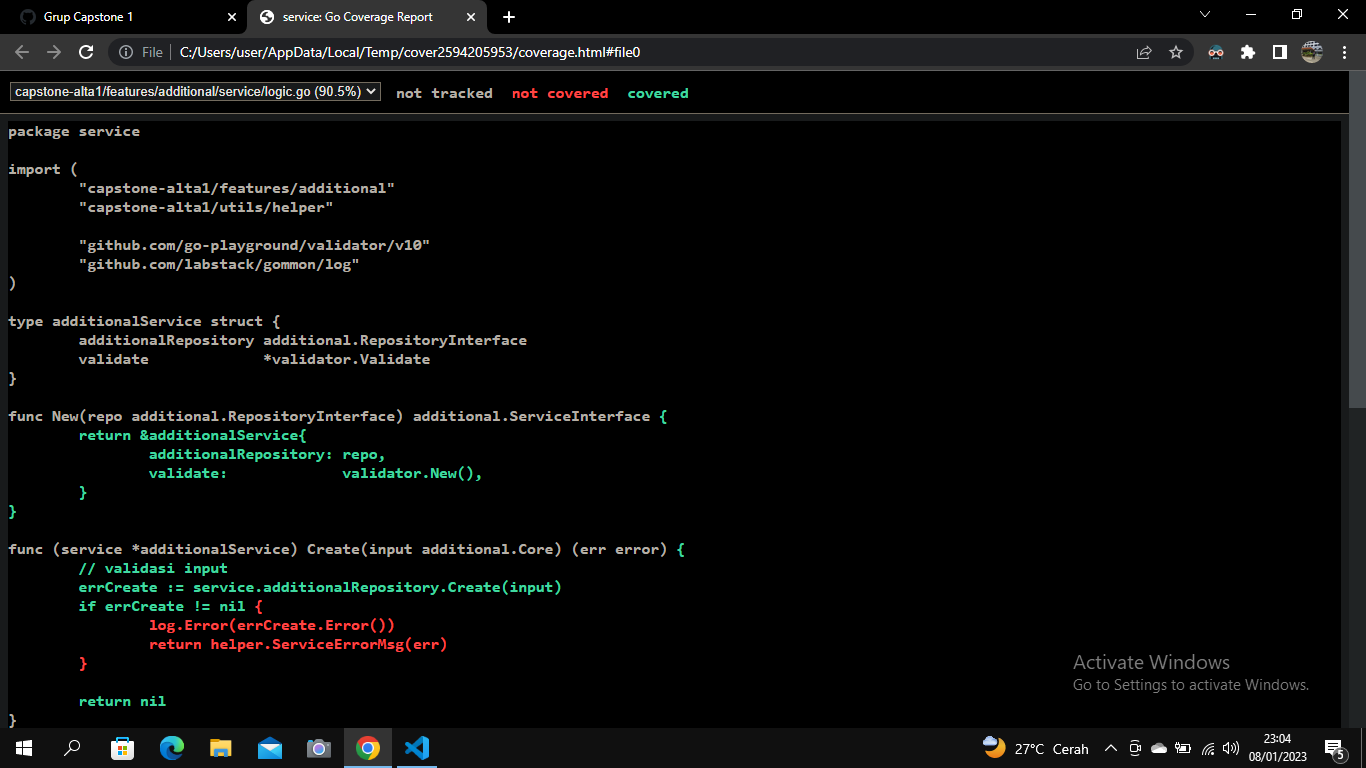 Grup Capstone 1
service: Go Coverage Report
File
C:/Users/user/AppData/Local/Temp/cover2594205953/coverage.html#file0
capstone-alta1/features/additional/service/logic.go (90.5%)
not tracked not covered covered
package service
import (
"capstone-alta1/features/additional"
"capstone-alta1/utils/helper"
"github.com/go-playground/validator/v10"
"github.com/labstack/gommon/log"
)
type additionalService struct {
additionalRepository additional.RepositoryInterface
validate *validator.Validate
}
func New(repo additional.RepositoryInterface) additional.ServiceInterface {
return &additionalService{
additionalRepository: repo,
validate: validator.New(),
}
}
func (service *additionalService) Create(input additional.Core) (err error) {
// validasi input
errCreate := service.additionalRepository.Create(input)
if errCreate != nil {
log.Error(errCreate.Error())
return helper.ServiceErrorMsg(err)
}
return nil
}
Activate Windows
Go to Settings to activate Windows.
27°C Cerah
23:04
08/01/2023
5